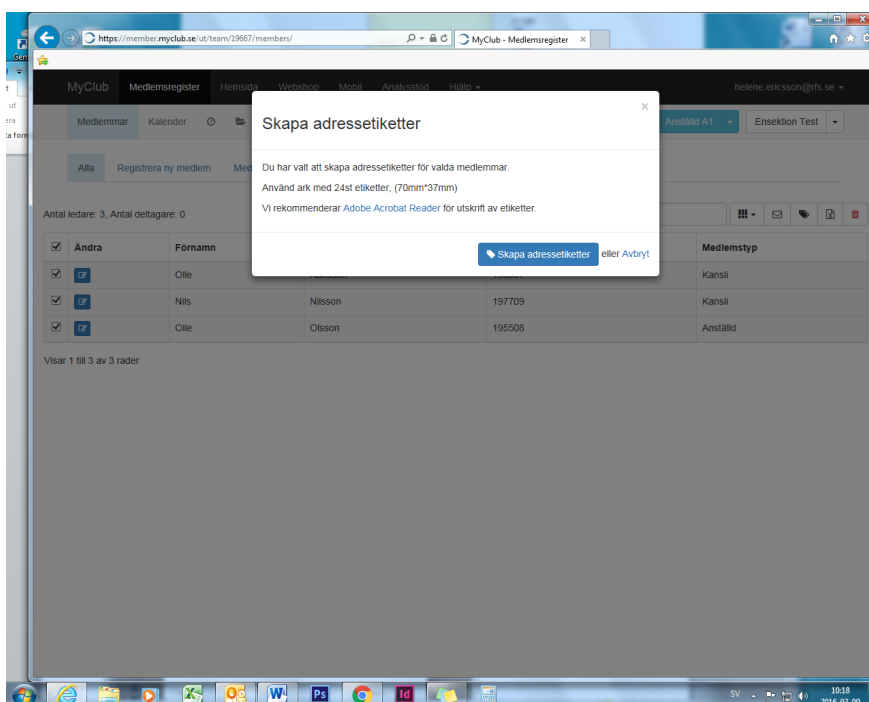 https://member.myclub.se/ut/team/19667/members/
MyClub - Medlemsregister
MyClub Medlemsregister Hemsida Webshop Mobil Analysstöd Hjälp helene.ericsson@rfs.se
Medlemmar Kalender Anställd A1 Ensektion Test
Alla Registrera ny medlem Med
Skapa adressetiketter
×
Du har valt att skapa adressetiketter för valda medlemmar.
Använd ark med 24st etiketter, (70mm*37mm)
Vi rekommenderar Adobe Acrobat Reader för utskrift av etiketter.
Skapa adressetiketter eller Avbryt
Antal ledare: 3, Antal deltagare: 0
Ändra Förnamn Medlemstyp
Olle Kansli
Nils Nilsson 197709 Kansli
Olle Olsson 195508 Anställd
Visar 1 till 3 av 3 rader
SV 10:18